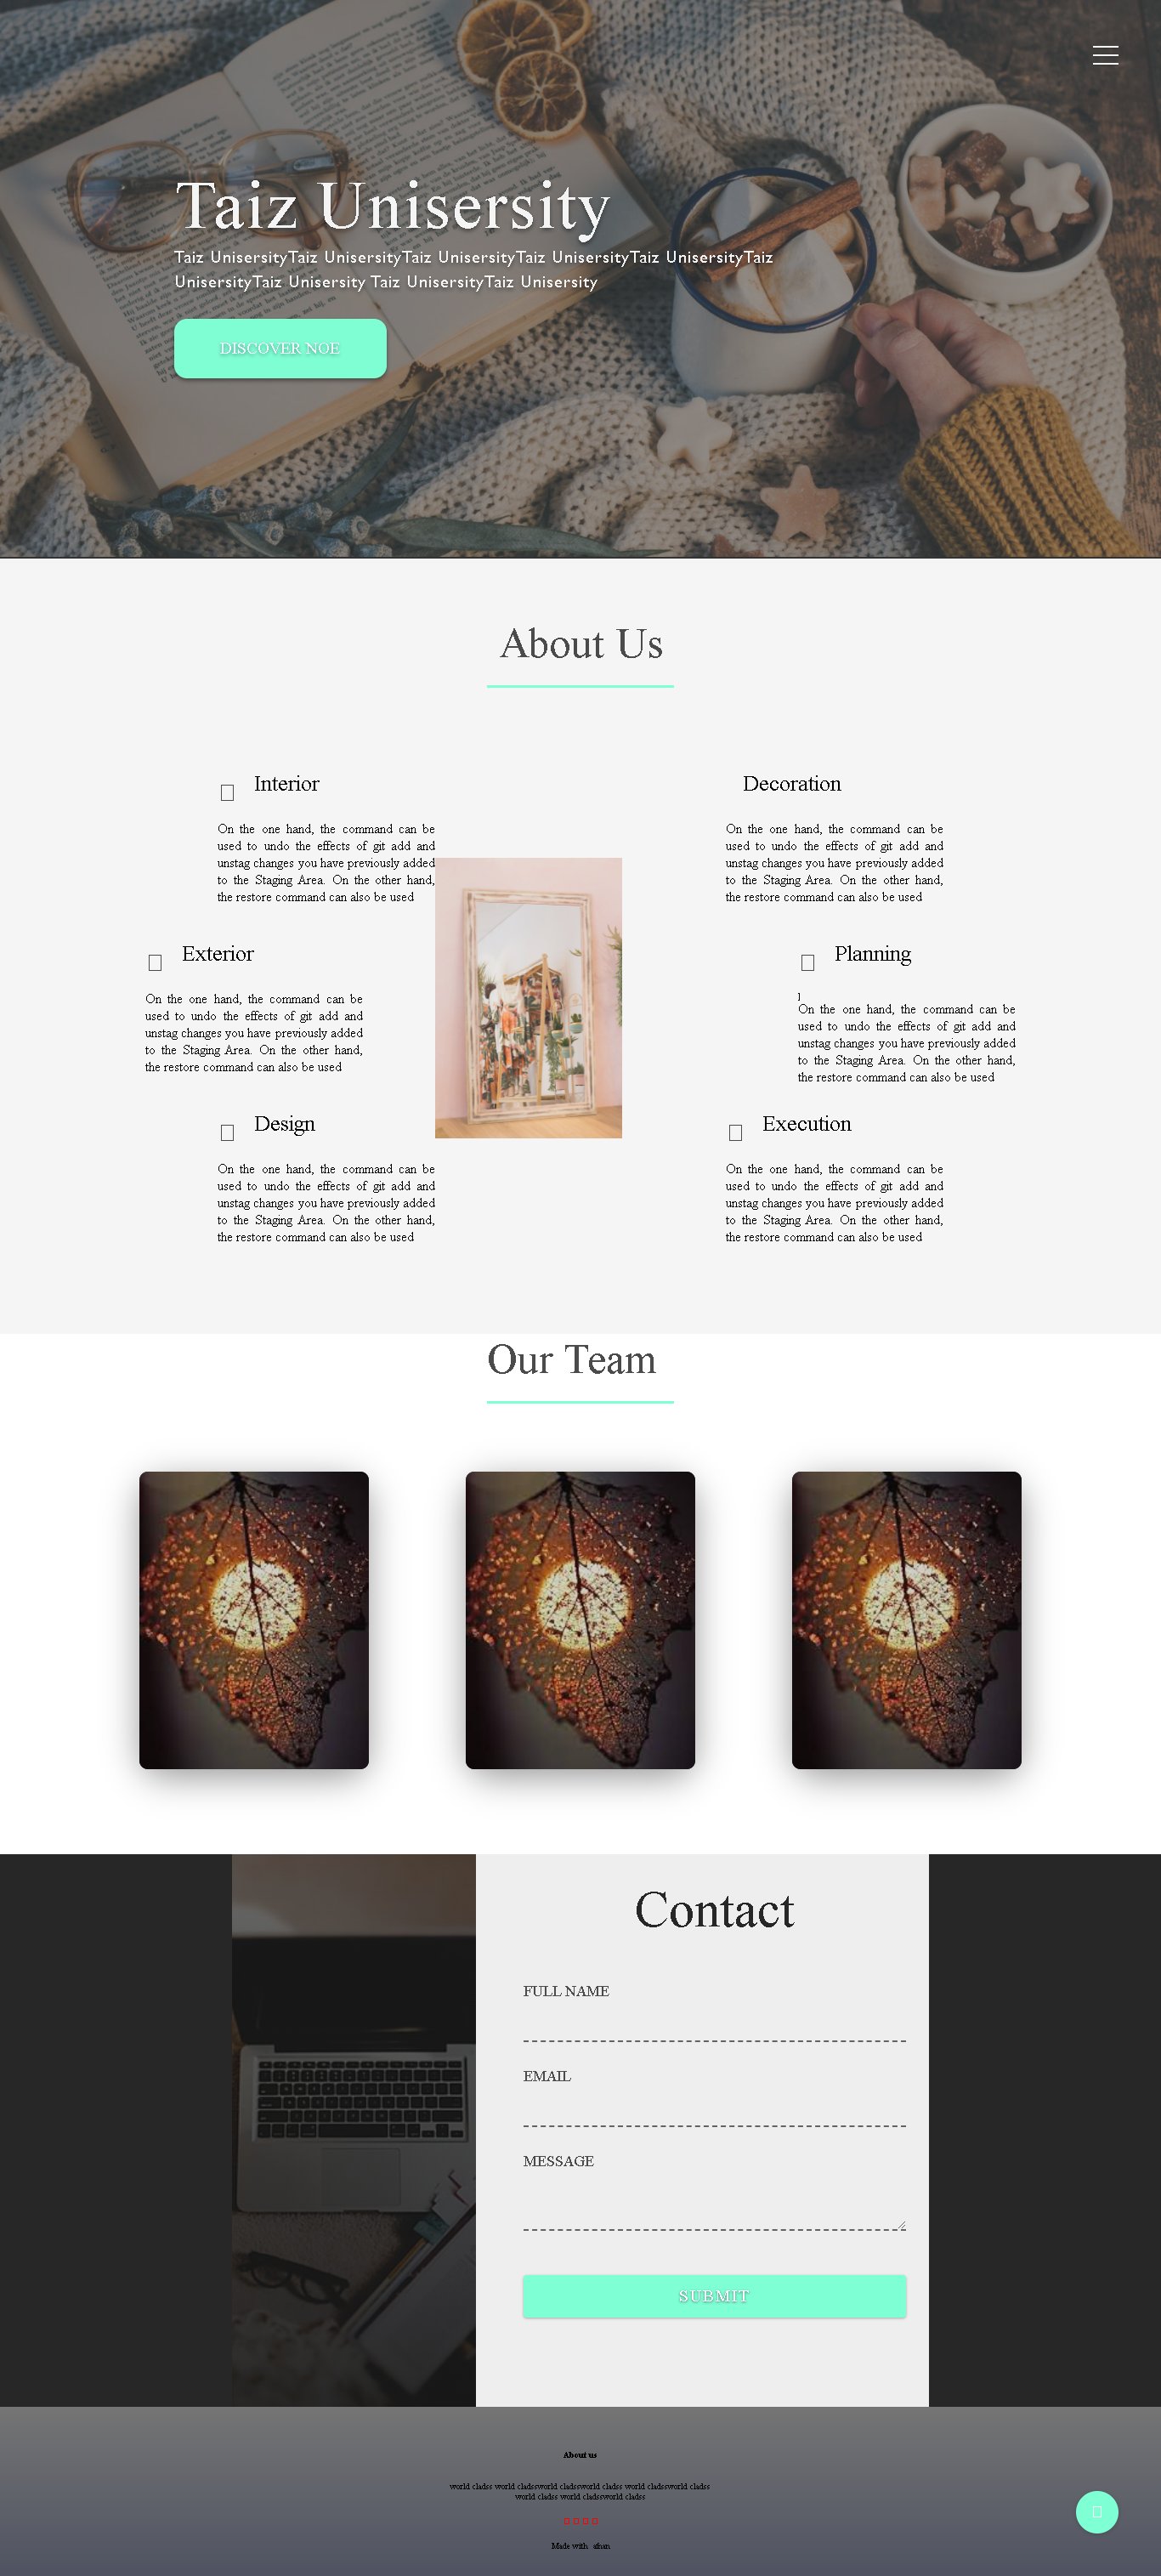 Taiz Unisersity
Taiz UnisersityTaiz UnisersityTaiz UnisersityTaiz UnisersityTaiz UnisersityTaiz
UnisersityTaiz Unisersity Taiz UnisersityTaiz Unisersity
DISCOVER NOE
About Us
Interior
On the one hand, the command can be
used to undo the effects of git add and
unstag changes you have previously added
to the Staging Area. On the other hand,
the restore command can also be used
Exterior
On the one hand, the command can be
used to undo the effects of git add and
unstag changes you have previously added
to the Staging Area. On the other hand,
the restore command can also be used
Design
On the one hand, the command can be
used to undo the effects of git add and
unstag changes you have previously added
to the Staging Area. On the other hand,
the restore command can also be used
Decoration
On the one hand, the command can be
used to undo the effects of git add and
unstag changes you have previously added
to the Staging Area. On the other hand,
the restore command can also be used
Planning
]
On the one hand, the command can be
used to undo the effects of git add and
unstag changes you have previously added
to the Staging Area. On the other hand,
the restore command can also be used
Execution
On the one hand, the command can be
used to undo the effects of git add and
unstag changes you have previously added
to the Staging Area. On the other hand,
the restore command can also be used
Our Team
Contact
FULL NAME
EMAIL
MESSAGE
SUBMIT
About us
world cladss world cladssworld cladssworld cladss world cladssworld cladss
world cladss world cladssworld cladss
Made with afnan